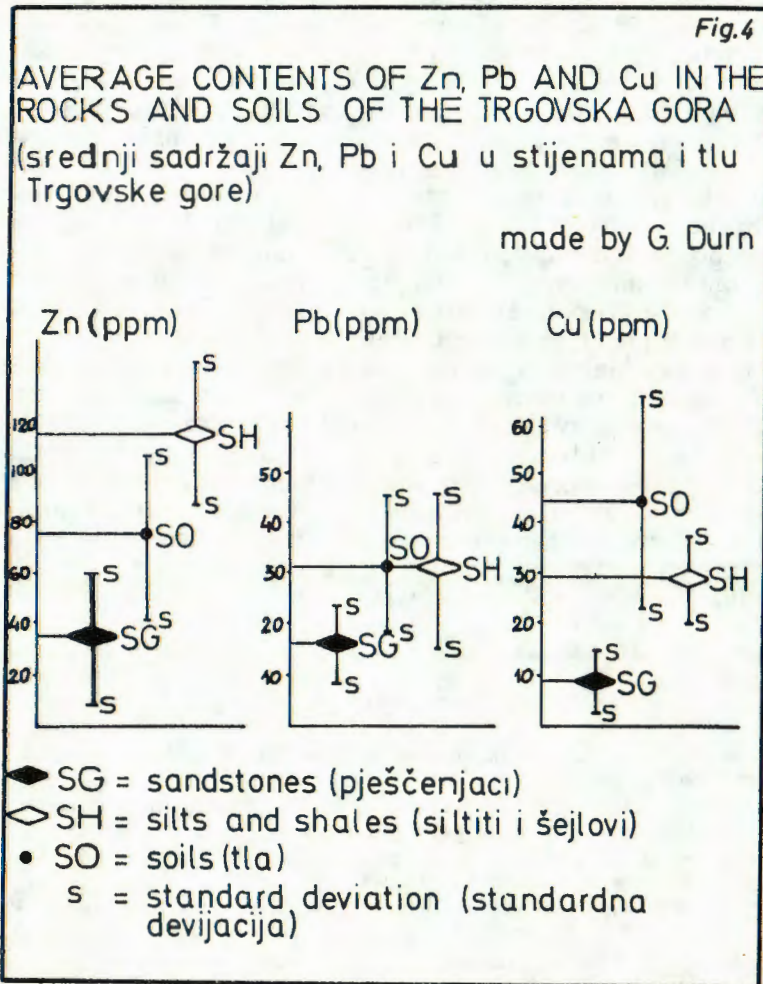 Fig.4
AVERAGE CONTENTS OF Zn, Pb AND Cu IN THE
ROCKS AND SOILS OF THE TRGOVSKA GORA
(srednji sadržaji Zn, Pb i Cu u stijenama i tlu
Trgovske gore)
made by G. Durn
Zn (ppm)
120
100
80
60
40
20
s
SH
s
s
SO
s
s
SG
s
Pb (ppm)
50
40
30
20
10
s
SO
s
s
SH
s
s
SG
s
Cu (ppm)
60
50
40
30
20
10
s
SO
s
s
SH
s
s
SG
s
SG = sandstones (pješčenjaci)
SH = silts and shales (siltiti i šejlovi)
SO = soils (tla)
s = standard deviation (standardna
devijacija)